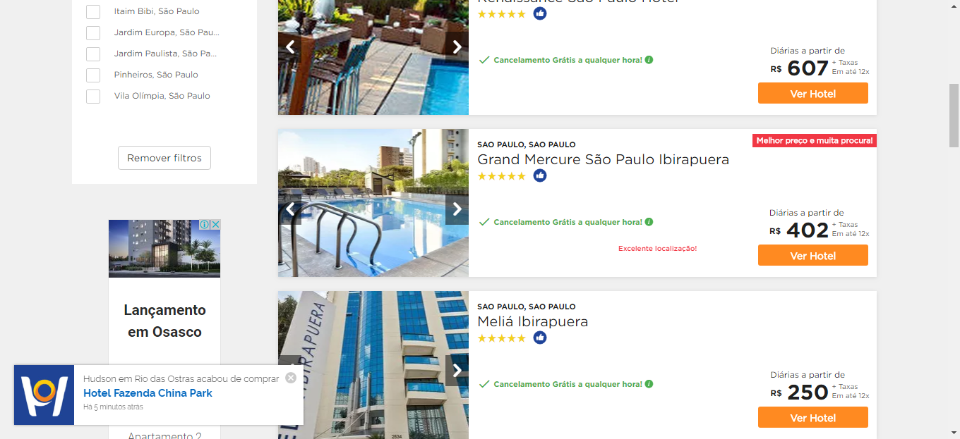 Itaim Bibi, São Paulo
Jardim Europa, São Pau...
Jardim Paulista, São Pa...
Pinheiros, São Paulo
Vila Olímpia, São Paulo
Remover filtros
Lançamento
em Osasco
Apartamento 2
Hudson em Rio das Ostras acabou de comprar
Hotel Fazenda China Park
Há 5 minutos atrás
Renaissance São Paulo Hotel
Cancelamento Grátis a qualquer hora!
Diárias a partir de
R$ 607 + Taxas
Em até 12x
Ver Hotel
SAO PAULO, SAO PAULO
Melhor preço e muita procura!
Grand Mercure São Paulo Ibirapuera
Cancelamento Grátis a qualquer hora!
Excelente localização!
Diárias a partir de
R$ 402 + Taxas
Em até 12x
Ver Hotel
IBIRAPUERA
SAO PAULO, SAO PAULO
Meliá Ibirapuera
Cancelamento Grátis a qualquer hora!
Diárias a partir de
R$ 250 + Taxas
Em até 12x
Ver Hotel